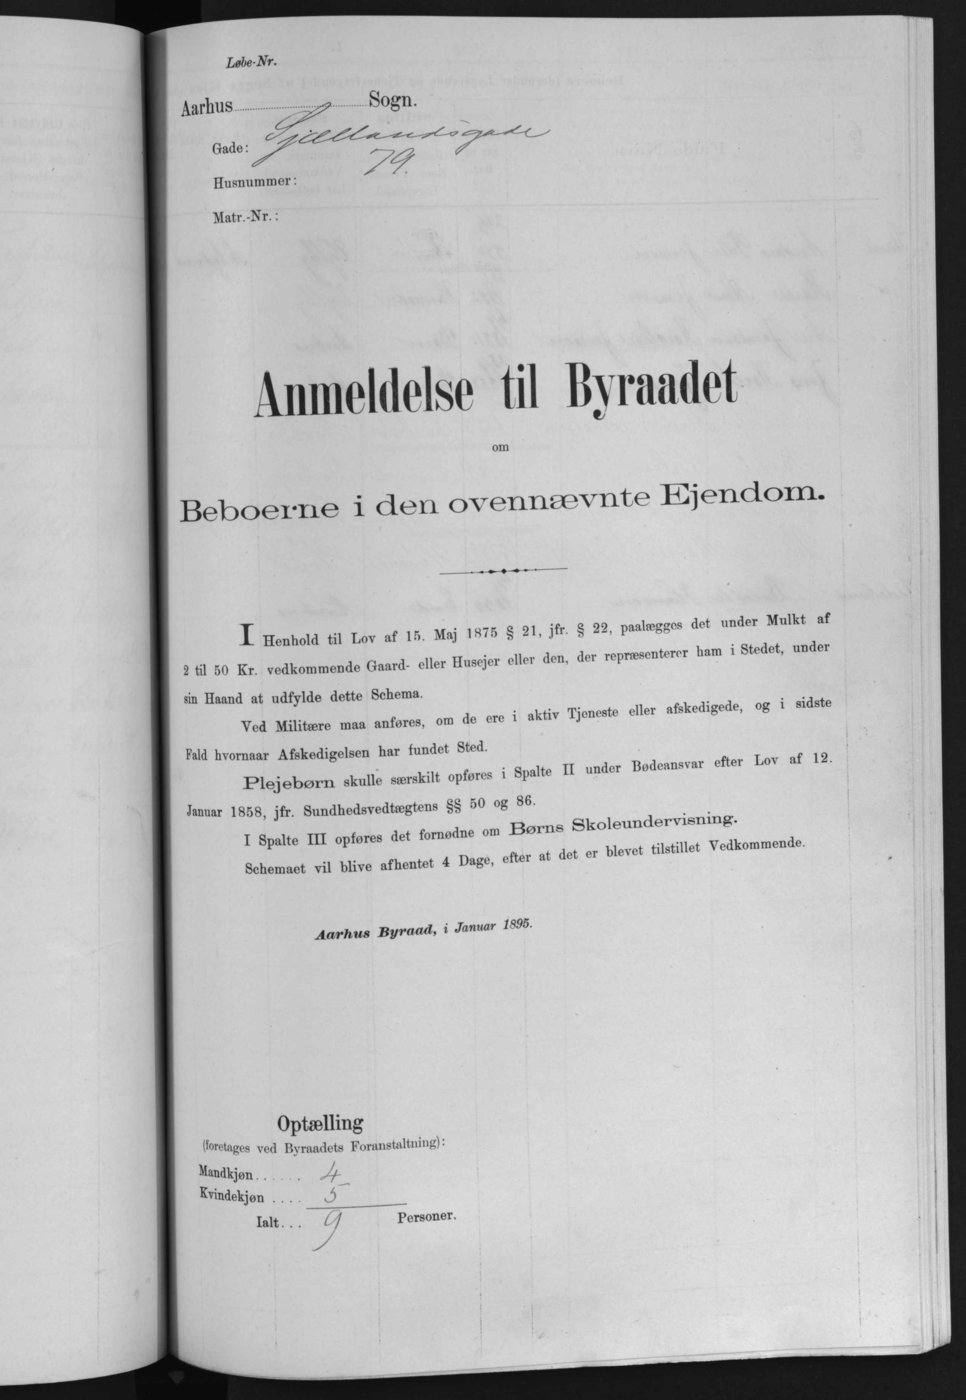 Løbe-Nr.
Aarhus Sogn.
Gade: Sjællandsgade
79.
Husnummer:
Matr.-Nr.:
Anmeldelse til Byraadet
om
Beboerne i den ovennævnte Ejendom.
I Henhold til Lov af 15. Maj 1875 § 21, jfr. § 22, paalægges det under Mulkt af
2 til 50 Kr. vedkommende Gaard- eller Husejer eller den, der repræsenterer ham i Stedet, under
sin Haand at udfylde dette Schema.
Ved Militære maa anføres, om de ere i aktiv Tjeneste eller afskedigede, og i sidste
Fald hvornaar Afskedigelsen har fundet Sted.
Plejebørn skulle særskilt opføres i Spalte II under Bødeansvar efter Lov af 12.
Januar 1858, jfr. Sundhedsvedtægtens §§ 50 og 86.
I Spalte III opføres det fornødne om Børns Skoleundervisning.
Schemaet vil blive afhentet 4 Dage, efter at det er blevet tilstillet Vedkommende.
Aarhus Byraad, i Januar 1895.
Optælling
(foretages ved Byraadets Foranstaltning):
Mandkjøn...... 4
Kvindekjøn .... 5
Ialt... 9 Personer.